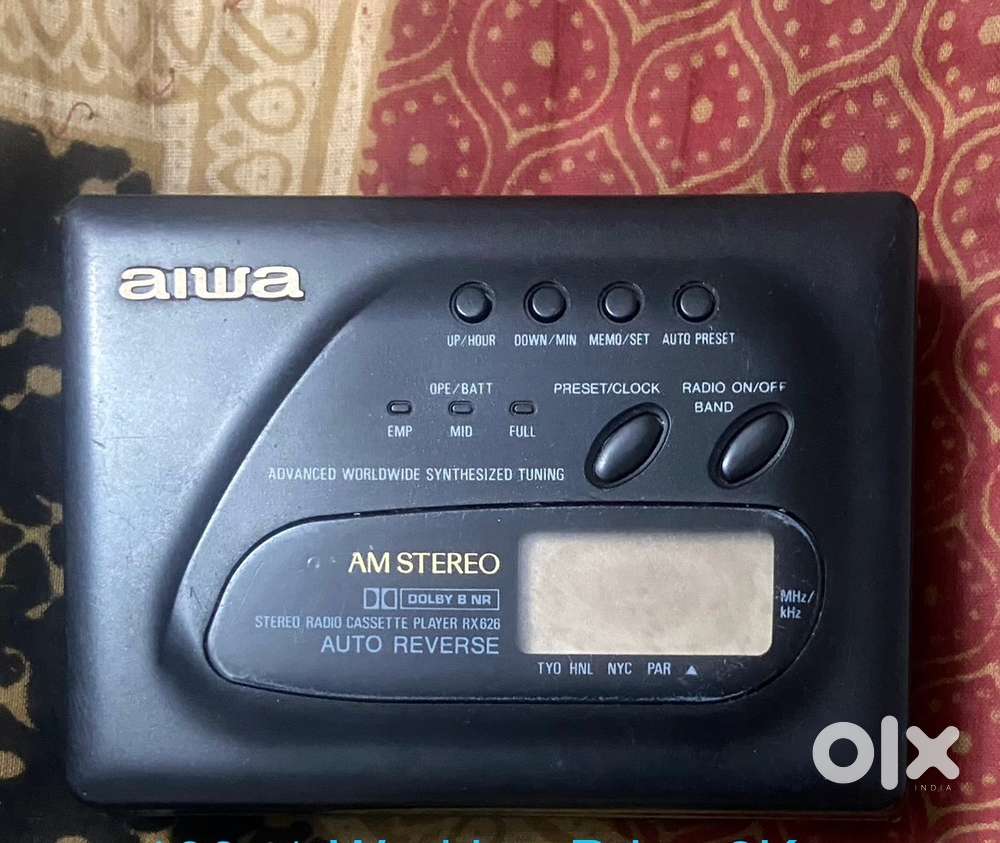 aiwa
UP/HOUR DOWN/MIN MEMO/SET AUTO PRESET
OPE/BATT PRESET/CLOCK RADIO ON/OFF
BAND
EMP MID FULL
ADVANCED WORLDWIDE SYNTHESIZED TUNING
AM STEREO
DOLBY B NR
STEREO RADIO CASSETTE PLAYER RX626
AUTO REVERSE
MHz/
kHz
TYO HNL NYC PAR ▲
olx
INDIA